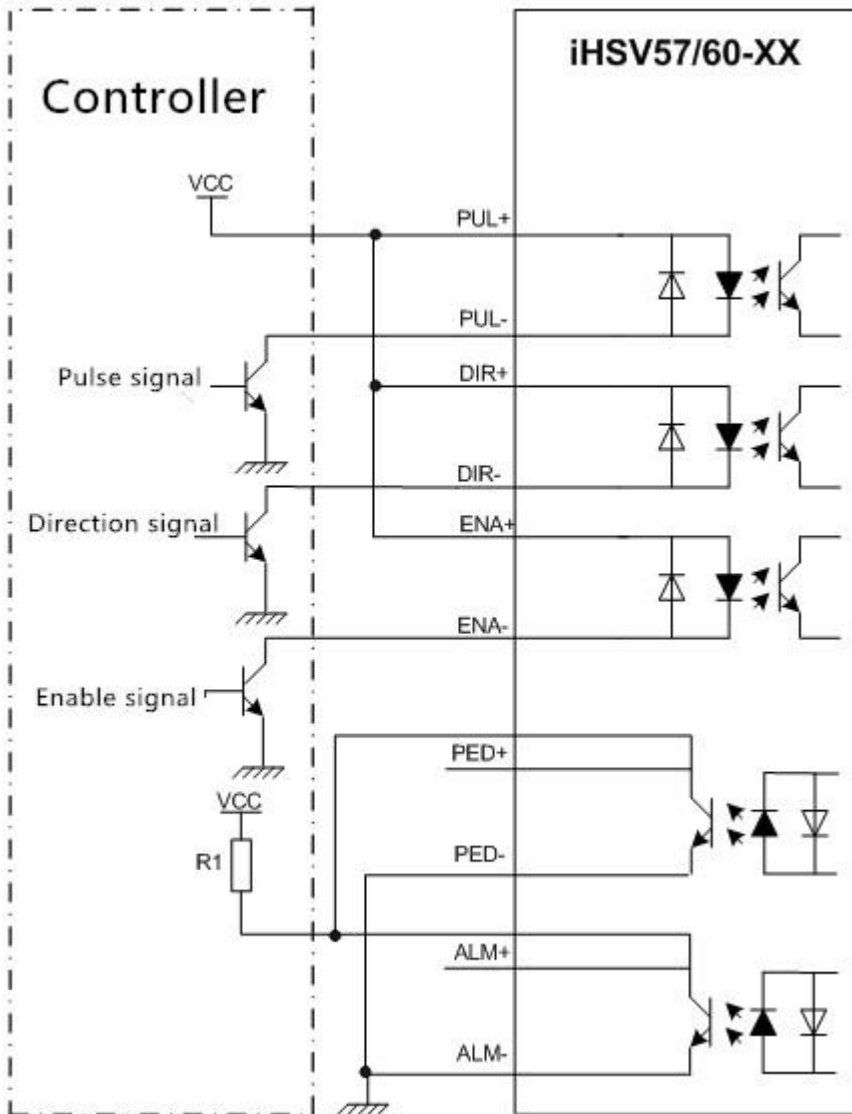 iHSV57/60-XX
Controller
VCC
PUL+
PUL-
Pulse signal
DIR+
DIR-
Direction signal
ENA+
ENA-
Enable signal
PED+
VCC
R1
PED-
ALM+
ALM-